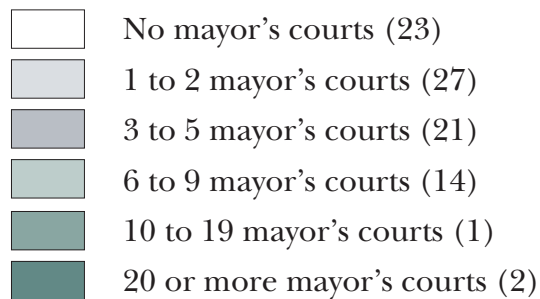 No mayor’s courts (23)
1 to 2 mayor’s courts (27)
3 to 5 mayor’s courts (21)
6 to 9 mayor’s courts (14)
10 to 19 mayor’s courts (1)
20 or more mayor’s courts (2)